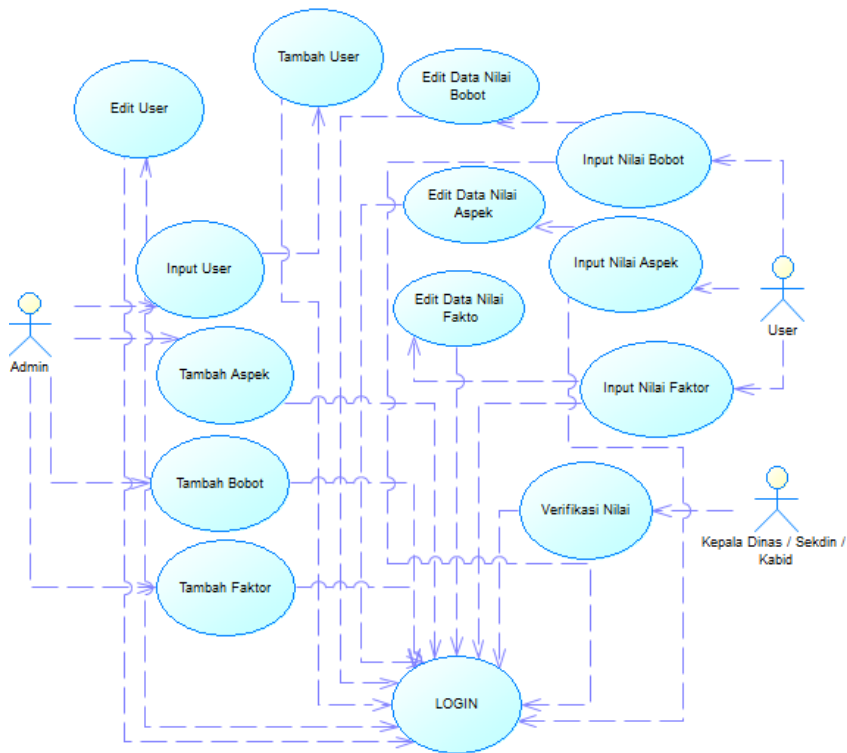 Tambah User
Edit Data Nilai
Bobot
Edit User
Input Nilai Bobot
Edit Data Nilai
Aspek
Input User
Input Nilai Aspek
Edit Data Nilai
Fakto
User
Admin
Tambah Aspek
Input Nilai Faktor
Tambah Bobot
Verifikasi Nilai
Kepala Dinas / Sekdin /
Kabid
Tambah Faktor
LOGIN